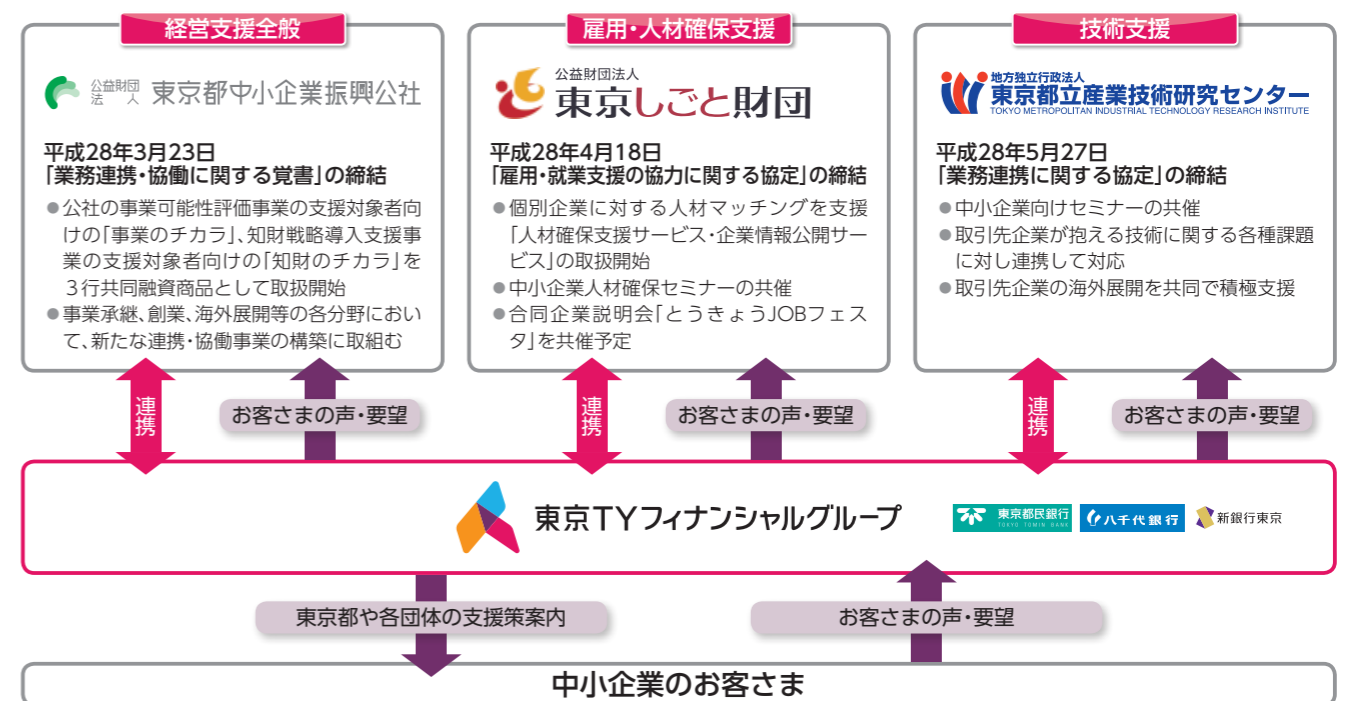 経営支援全般
公益財団
法人
東京都中小企業振興公社
平成28年3月23日
「業務連携・協働に関する覚書」の締結
●公社の事業可能性評価事業の支援対象者向
けの「事業のチカラ」、知財戦略導入支援事
業の支援対象者向けの「知財のチカラ」を
３行共同融資商品として取扱開始
●事業承継、創業、海外展開等の各分野におい
て、新たな連携・協働事業の構築に取組む
雇用・人材確保支援
公益財団法人
東京しごと財団
平成28年4月18日
「雇用・就業支援の協力に関する協定」の締結
●個別企業に対する人材マッチングを支援
「人材確保支援サービス・企業情報公開サー
ビス」の取扱開始
●中小企業人材確保セミナーの共催
●合同企業説明会「とうきょうJOBフェス
タ」を共催予定
技術支援
地方独立行政法人
東京都立産業技術研究センター
TOKYO METROPOLITAN INDUSTRIAL TECHNOLOGY RESEARCH INSTITUTE
平成28年5月27日
「業務連携に関する協定」の締結
●中小企業向けセミナーの共催
●取引先企業が抱える技術に関する各種課題
に対し連携して対応
●取引先企業の海外展開を共同で積極支援
連携
お客さまの声・要望
連携
お客さまの声・要望
連携
お客さまの声・要望
東京TYフィナンシャルグループ
東京都民銀行
TOKYO TOMIN BANK
八千代銀行
新銀行東京
東京都や各団体の支援策案内
お客さまの声・要望
中小企業のお客さま